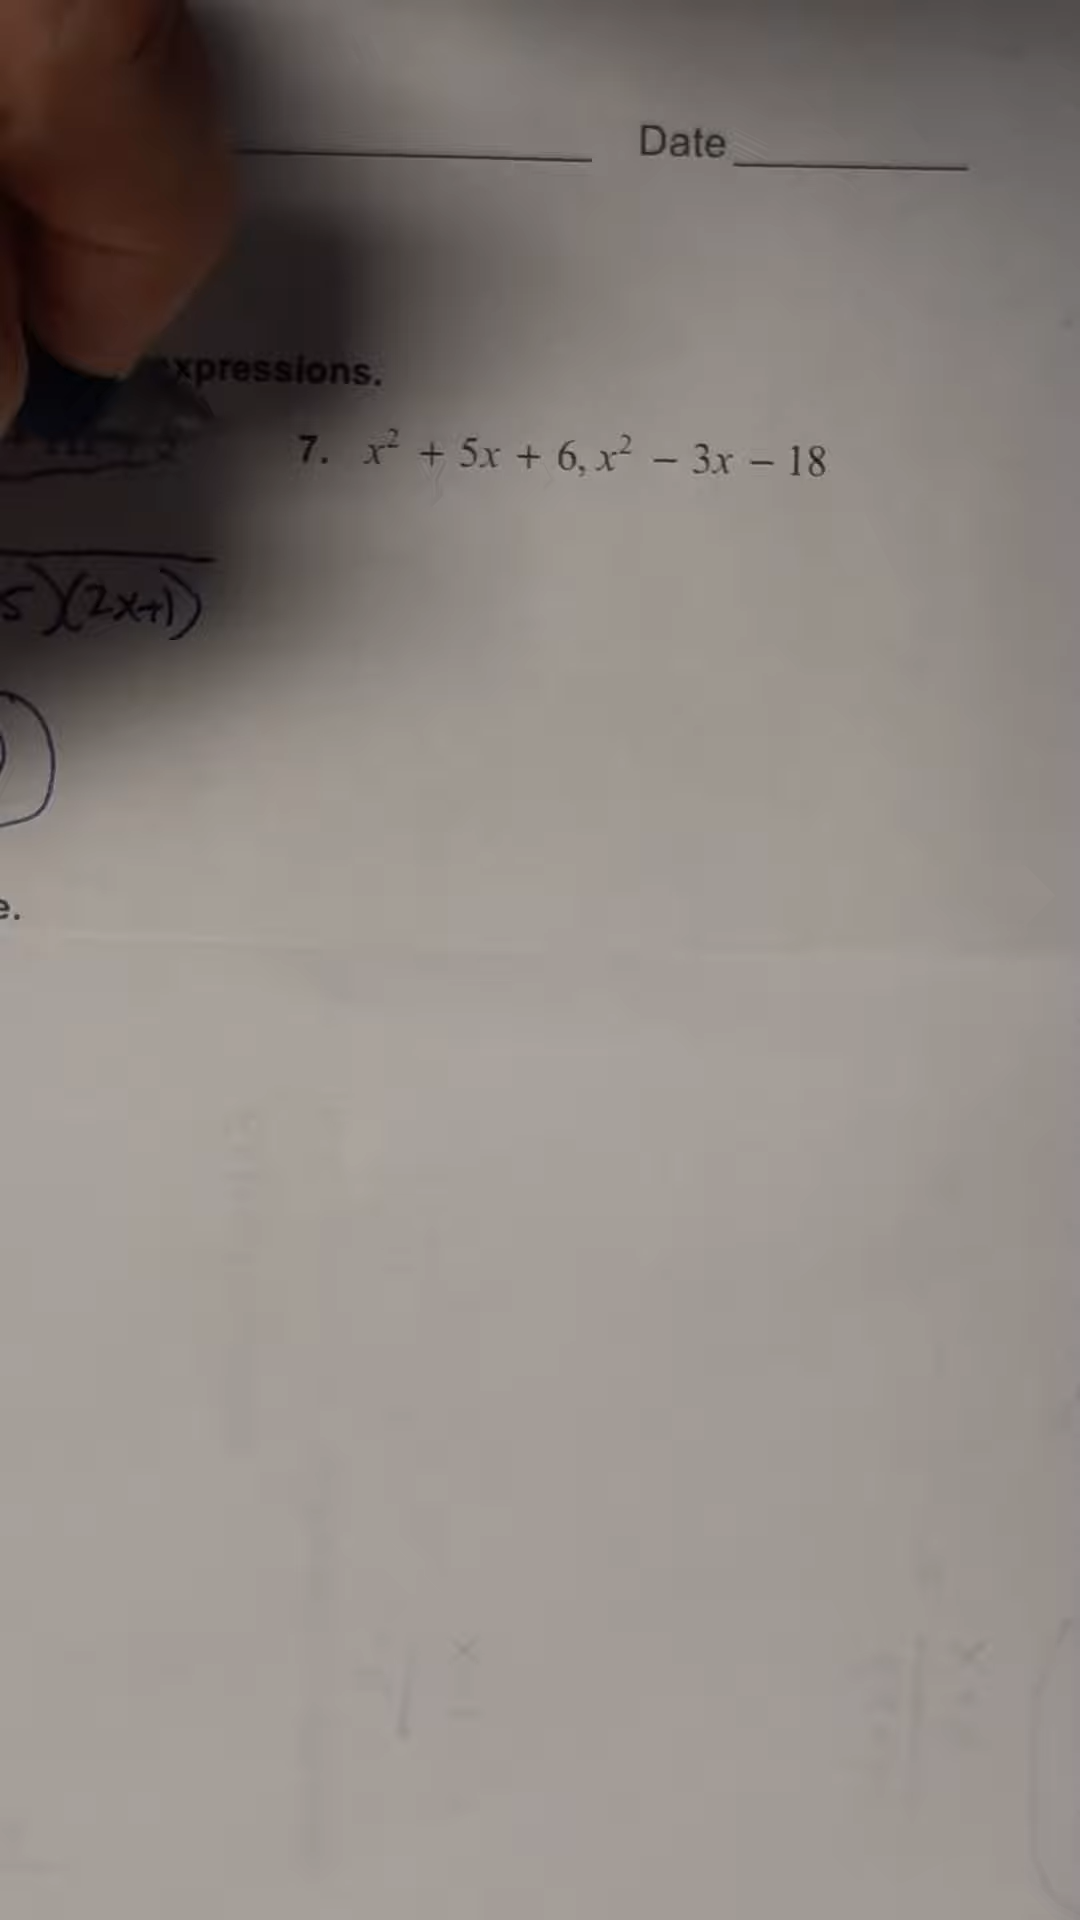 Date
xpressions.
7. x² + 5x + 6, x² − 3x − 18
5)(2x+1)
e.